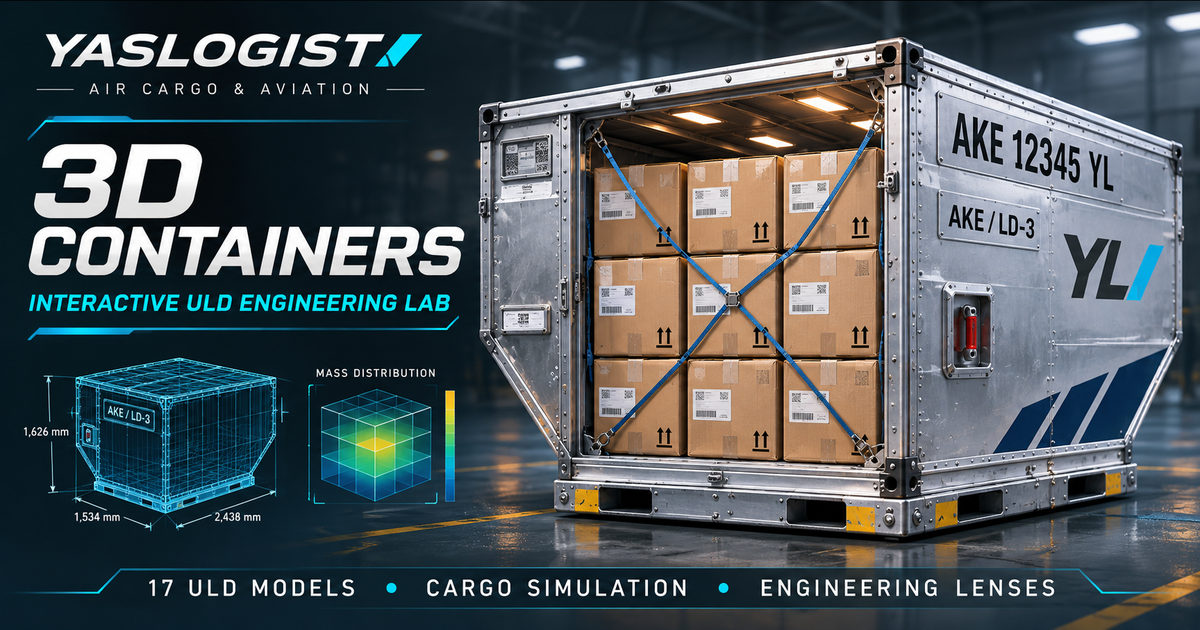 YASLOGIST
AIR CARGO & AVIATION
3D
CONTAINERS
INTERACTIVE ULD ENGINEERING LAB
MASS DISTRIBUTION
AKE / LD-3
1,626 mm
1,534 mm
2,438 mm
AKE 12345 YL
AKE / LD-3
YL
17 ULD MODELS • CARGO SIMULATION • ENGINEERING LENSES